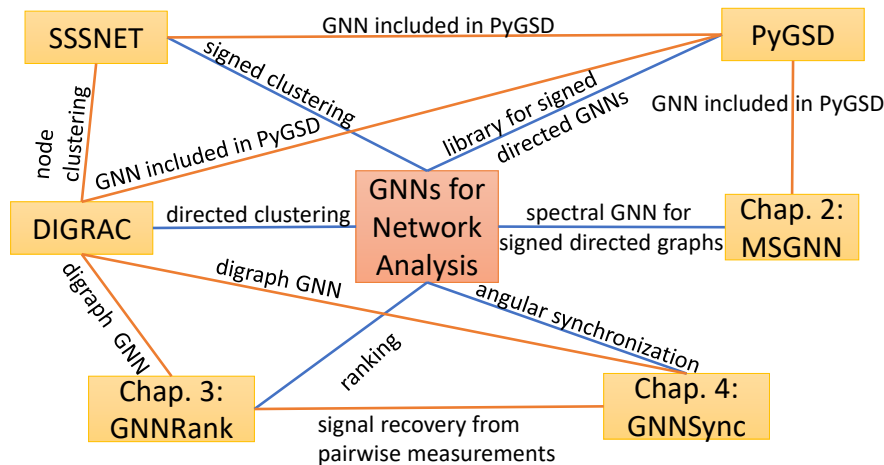 SSSNET
GNN included in PyGSD
PyGSD
signed clustering
library for signed
directed GNNs
GNN included in PyGSD
node
clustering
GNN included in PyGSD
DIGRAC
directed clustering
GNNs for
Network
Analysis
spectral GNN for
signed directed graphs
Chap. 2:
MSGNN
digraph GNN
digraph GNN
angular synchronization
ranking
Chap. 3:
GNNRank
signal recovery from
pairwise measurements
Chap. 4:
GNNSync